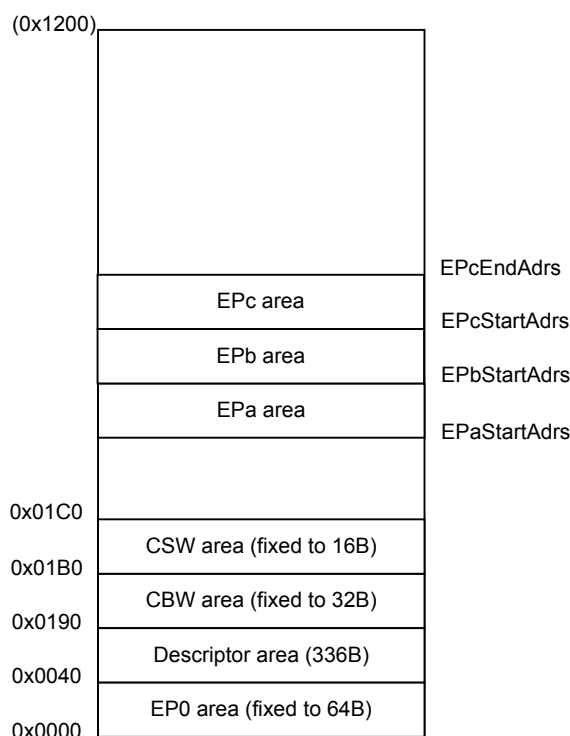 (0x1200)
EPcEndAdrs
EPc area
EPcStartAdrs
EPb area
EPbStartAdrs
EPa area
EPaStartAdrs
0x01C0
CSW area (fixed to 16B)
0x01B0
CBW area (fixed to 32B)
0x0190
Descriptor area (336B)
0x0040
EP0 area (fixed to 64B)
0x0000